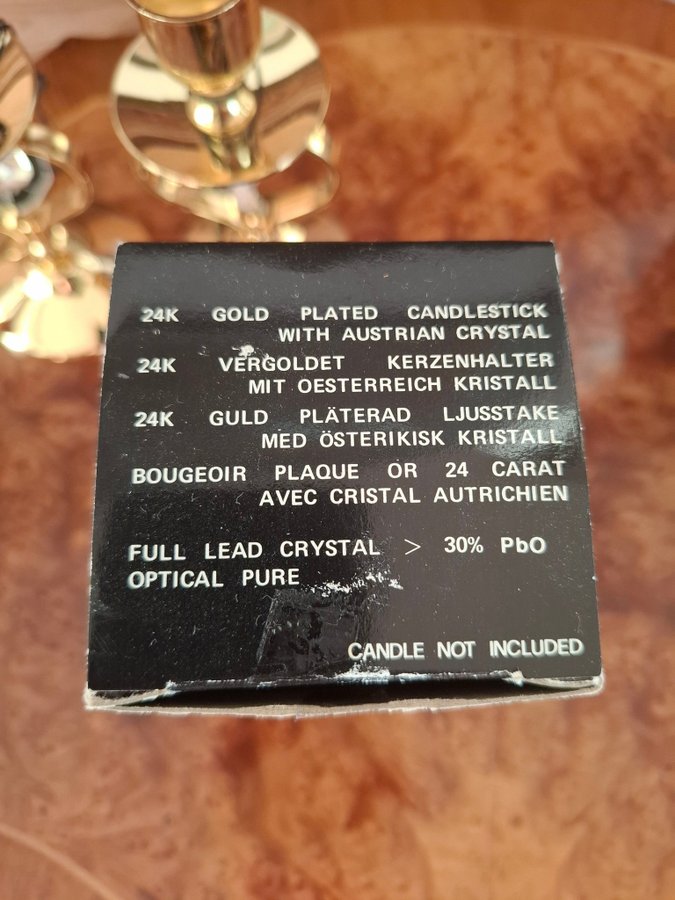 24K GOLD PLATED CANDLESTICK
WITH AUSTRIAN CRYSTAL
24K VERGOLDET KERZENHALTER
MIT OESTERREICH KRISTALL
24K GULD PLÄTERAD LJUSSTAKE
MED ÖSTERIKISK KRISTALL
BOUGEOIR PLAQUE OR 24 CARAT
AVEC CRISTAL AUTRICHIEN
FULL LEAD CRYSTAL > 30% PbO
OPTICAL PURE
CANDLE NOT INCLUDED